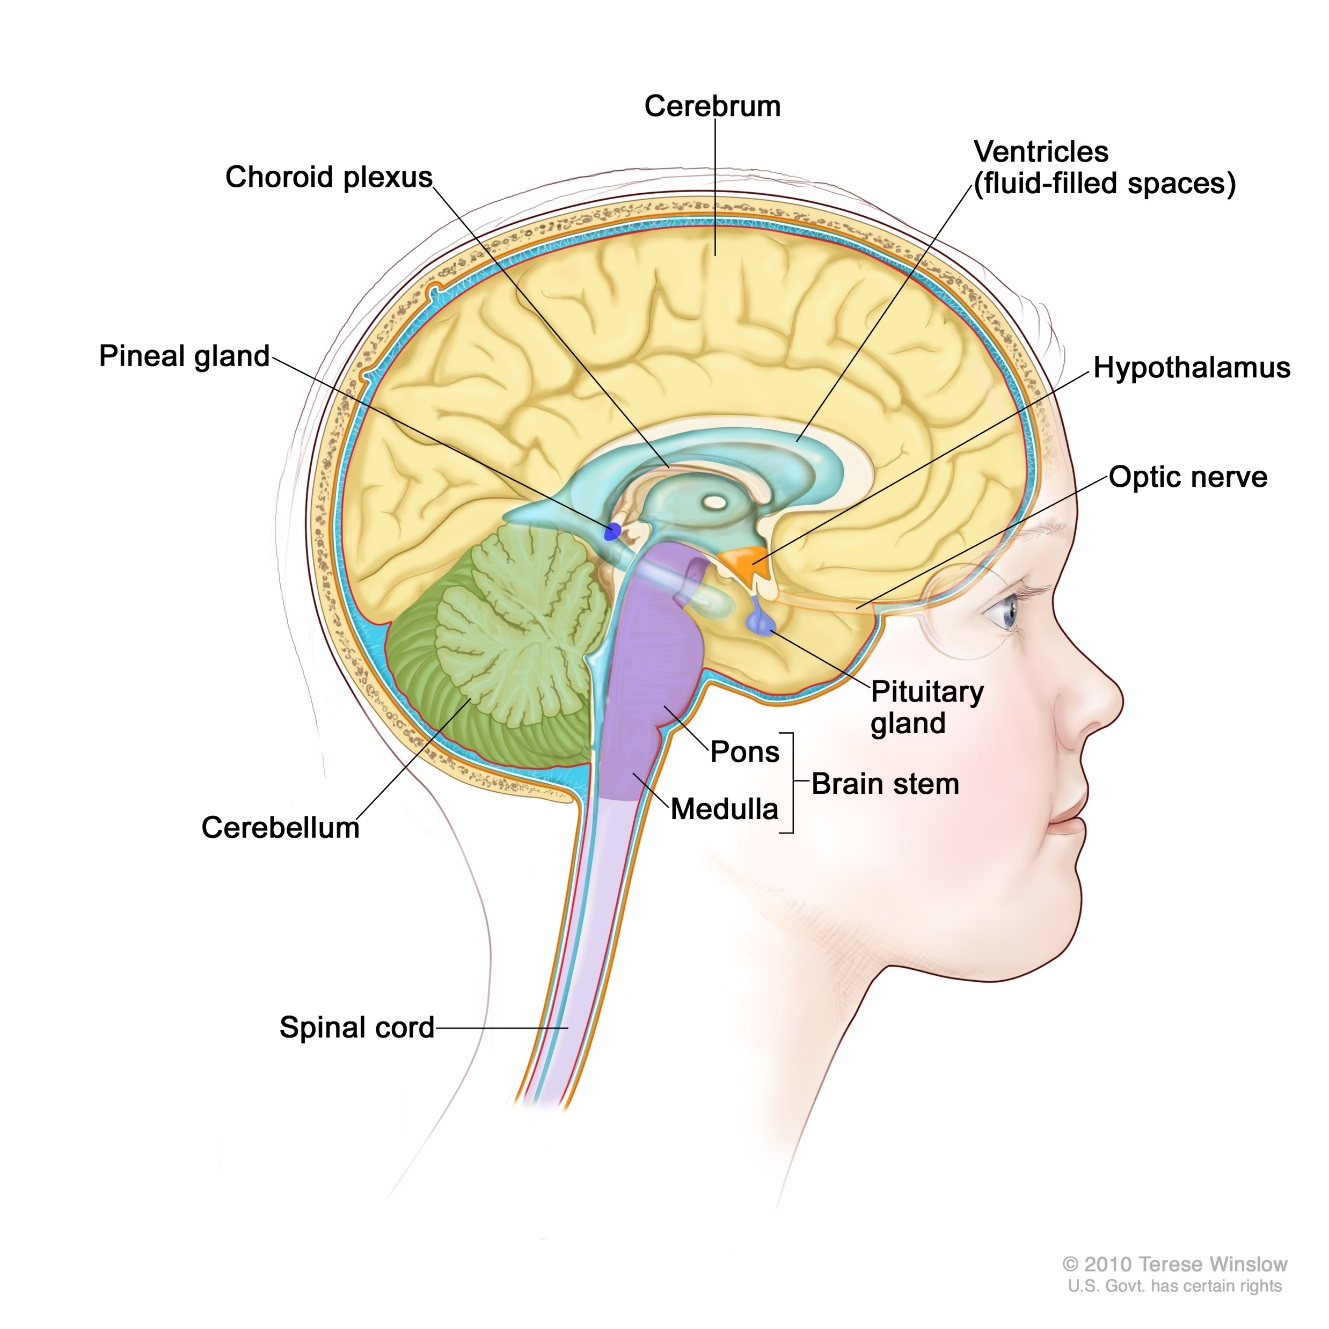 Cerebrum
Ventricles
(fluid-filled spaces)
Choroid plexus
Pineal gland
Hypothalamus
Optic nerve
Pituitary
gland
Pons
Brain stem
Medulla
Cerebellum
Spinal cord
© 2010 Terese Winslow
U.S. Govt. has certain rights